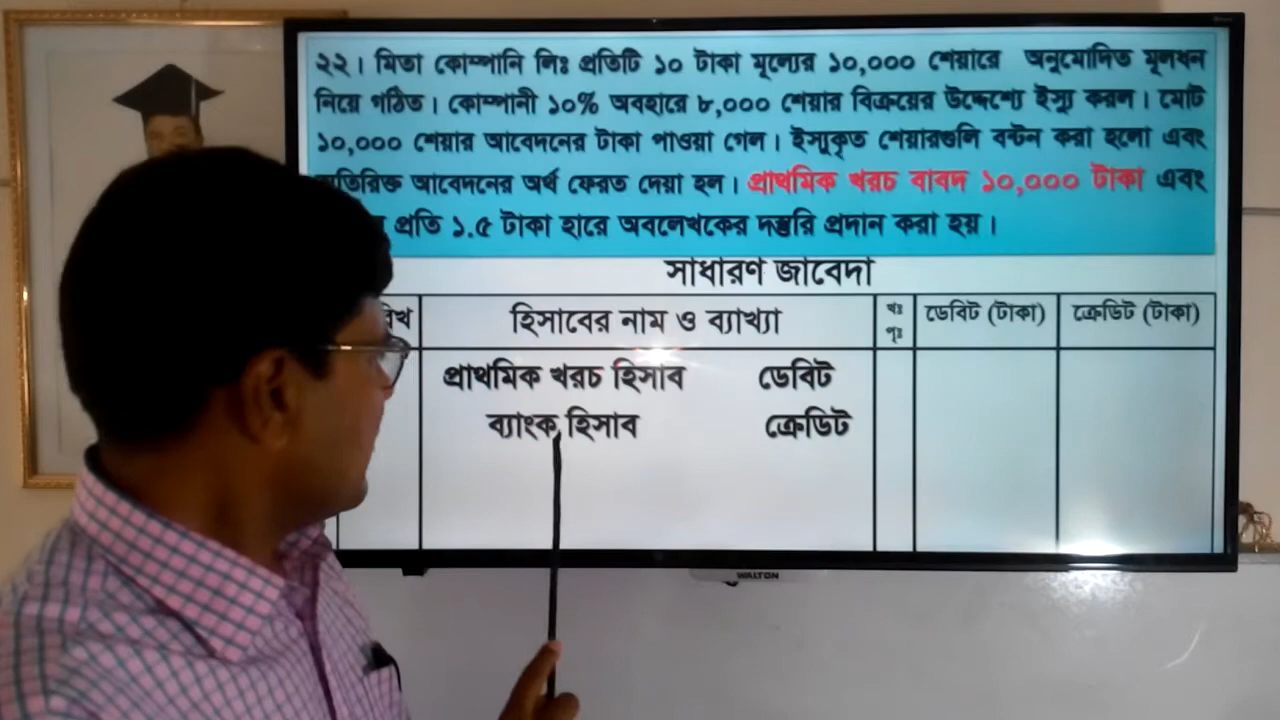 ২২। মিতা কোম্পানি লিঃ প্রতিটি ১০ টাকা মূল্যের ১০,০০০ শেয়ারে অনুমোদিত মূলধন
নিয়ে গঠিত। কোম্পানী ১০% অবহারে ৮,০০০ শেয়ার বিক্রয়ের উদ্দেশ্যে ইস্যু করল। মোট
১০,০০০ শেয়ার আবেদনের টাকা পাওয়া গেল। ইস্যুকৃত শেয়ারগুলি বন্টন করা হলো এবং
আবেদনের অর্থ ফেরত দেয়া হল। প্রাথমিক খরচ বাবদ ১০,০০০ টাকা এবং
প্রতি ১.৫ টাকা হারে অবলেখকের দস্তুরি প্রদান করা হয়।
সাধারণ জাবেদা
হিসাবের নাম ও ব্যাখ্যা খঃ পৃঃ ডেবিট (টাকা) ক্রেডিট (টাকা)
প্রাথমিক খরচ হিসাব ডেবিট
ব্যাংক হিসাব ক্রেডিট
WALTON